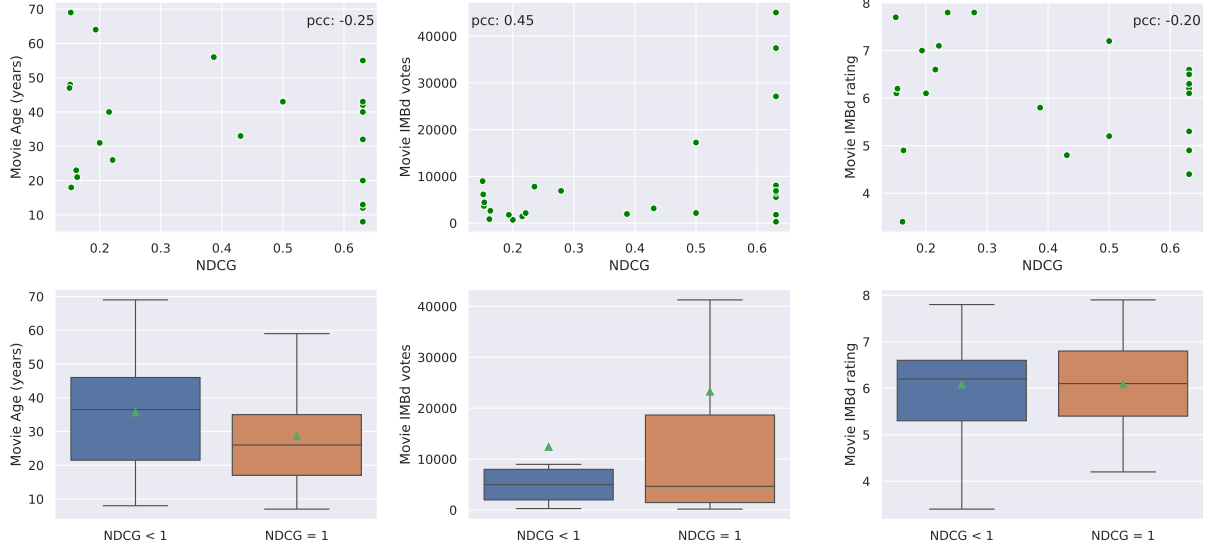 Movie Age (years)
70
60
50
40
30
20
10
pcc: -0.25
0.2
0.3
0.4
0.5
0.6
NDCG
Movie IMBd votes
40000
30000
20000
10000
0
pcc: 0.45
0.2
0.3
0.4
0.5
0.6
NDCG
Movie IMBd rating
8
7
6
5
4
pcc: -0.20
0.2
0.3
0.4
0.5
0.6
NDCG
Movie Age (years)
70
60
50
40
30
20
10
NDCG < 1
NDCG = 1
Movie IMBd votes
40000
30000
20000
10000
0
NDCG < 1
NDCG = 1
Movie IMBd rating
8
7
6
5
4
NDCG < 1
NDCG = 1